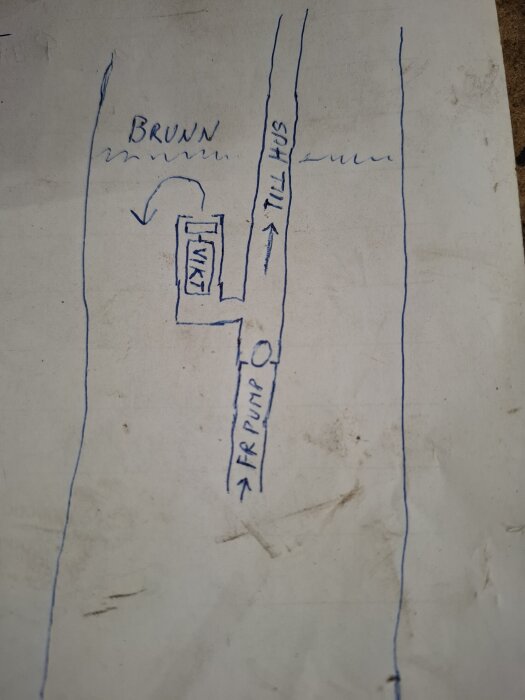 BRUNN
TILL HUS
VIKT
FR PUMP